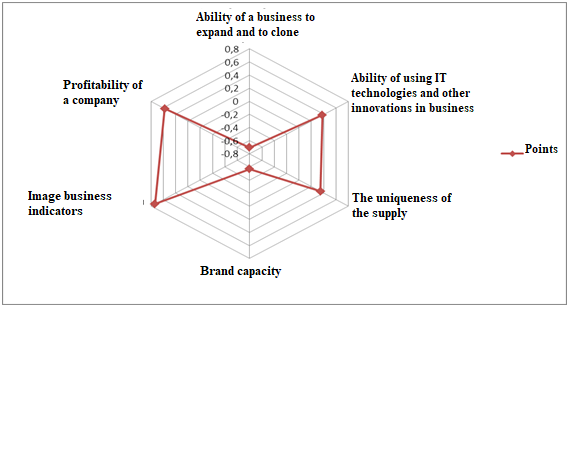 Ability of a business to
expand and to clone
0,8
0,6
0,4
0,2
0
-0,2
-0,4
-0,6
-0,8
Profitability of
a company
Ability of using IT
technologies and other
innovations in business
Points
Image business
indicators
The uniqueness of
the supply
Brand capacity